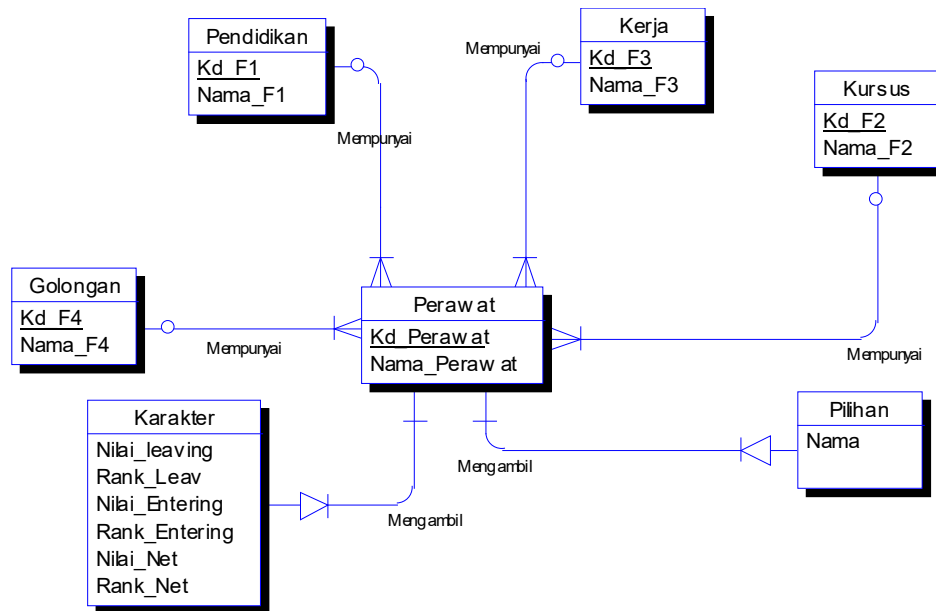 Pendidikan
Kd_F1
Nama_F1
Mempunyai
Kerja
Kd_F3
Nama_F3
Mempunyai
Kursus
Kd_F2
Nama_F2
Mempunyai
Golongan
Kd_F4
Nama_F4
Mempunyai
Perawat
Kd_Perawat
Nama_Perawat
Karakter
Nilai_leaving
Rank_Leav
Nilai_Entering
Rank_Entering
Nilai_Net
Rank_Net
Mengambil
Mengambil
Pilihan
Nama